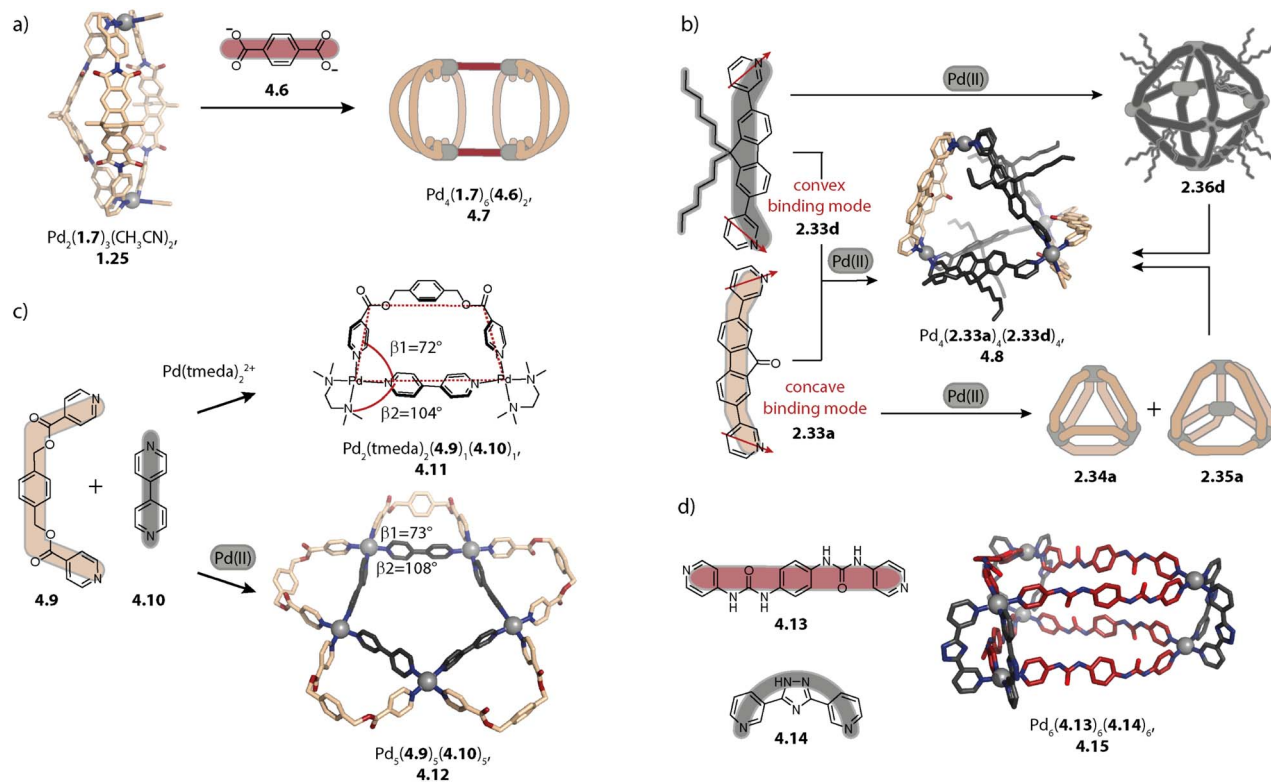 a)
O
O
O
O
4.6
Pd2(1.7)3(CH3CN)2,
1.25
Pd4(1.7)6(4.6)2,
4.7
b)
N
N
convex
binding mode
2.33d
Pd(II)
2.36d
N
O
N
concave
binding mode
2.33a
Pd(II)
Pd4(2.33a)4(2.33d)4,
4.8
Pd(II)
2.34a
+
2.35a
c)
N
O
O
O
O
N
4.9
+
N
N
4.10
Pd(tmeda)2 2+
O
O
O
O
N
N
β1=72°
Pd
N
N
Pd
N
N
N
N
β2=104°
Pd2(tmeda)2(4.9)1(4.10)1,
4.11
Pd(II)
β1=73°
β2=108°
Pd5(4.9)5(4.10)5,
4.12
d)
N
N
H
O
N
H
H
N
O
H
N
N
4.13
HN
N
N
N
N
4.14
Pd6(4.13)6(4.14)6,
4.15